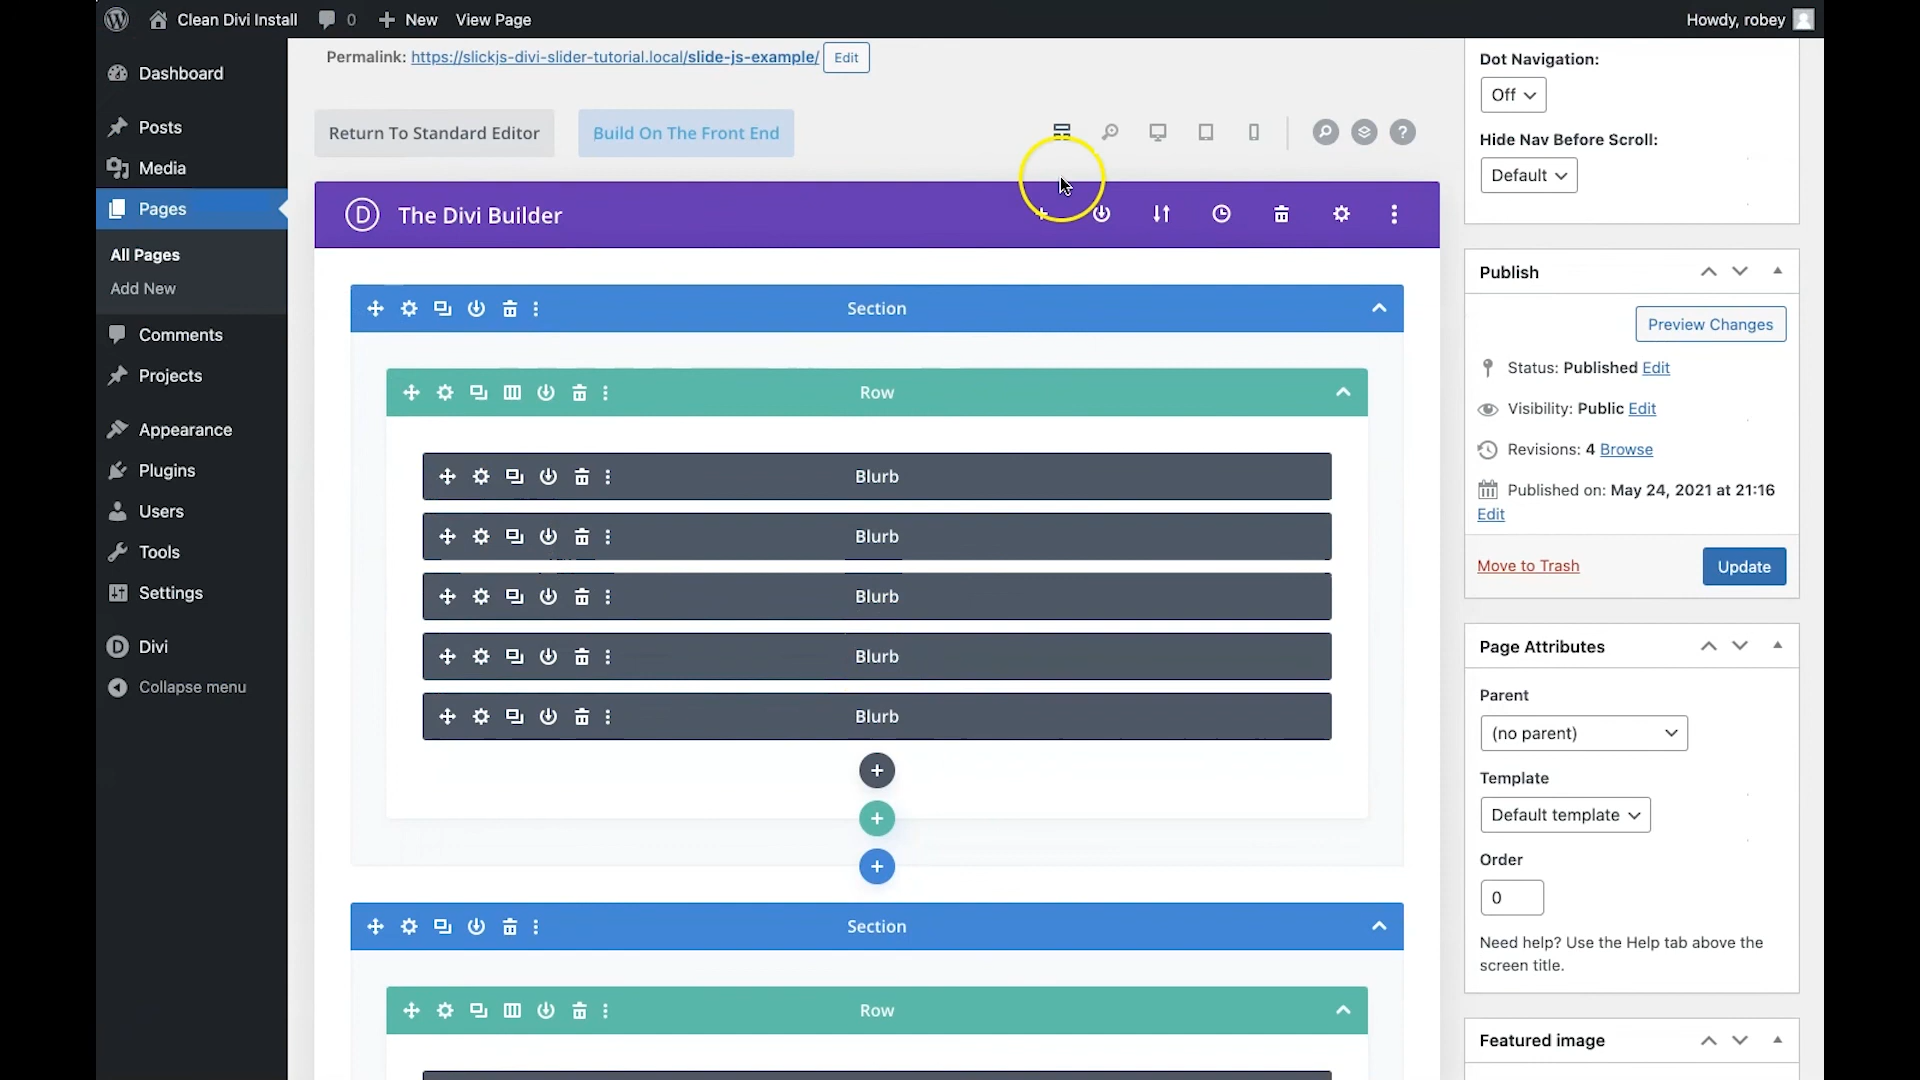 Clean Divi Install 0 New View Page Howdy, robey
Dashboard
Posts
Media
Pages
All Pages
Add New
Comments
Projects
Appearance
Plugins
Users
Tools
Settings
Divi
Collapse menu
Permalink: https://slickjs-divi-slider-tutorial.local/slide-js-example/ Edit
Return To Standard Editor Build On The Front End
The Divi Builder
Section
Row
Blurb
Blurb
Blurb
Blurb
Blurb
Section
Row
Dot Navigation:
Off
Hide Nav Before Scroll:
Default
Publish
Preview Changes
Status: Published Edit
Visibility: Public Edit
Revisions: 4 Browse
Published on: May 24, 2021 at 21:16
Edit
Move to Trash Update
Page Attributes
Parent
(no parent)
Template
Default template
Order
0
Need help? Use the Help tab above the
screen title.
Featured image